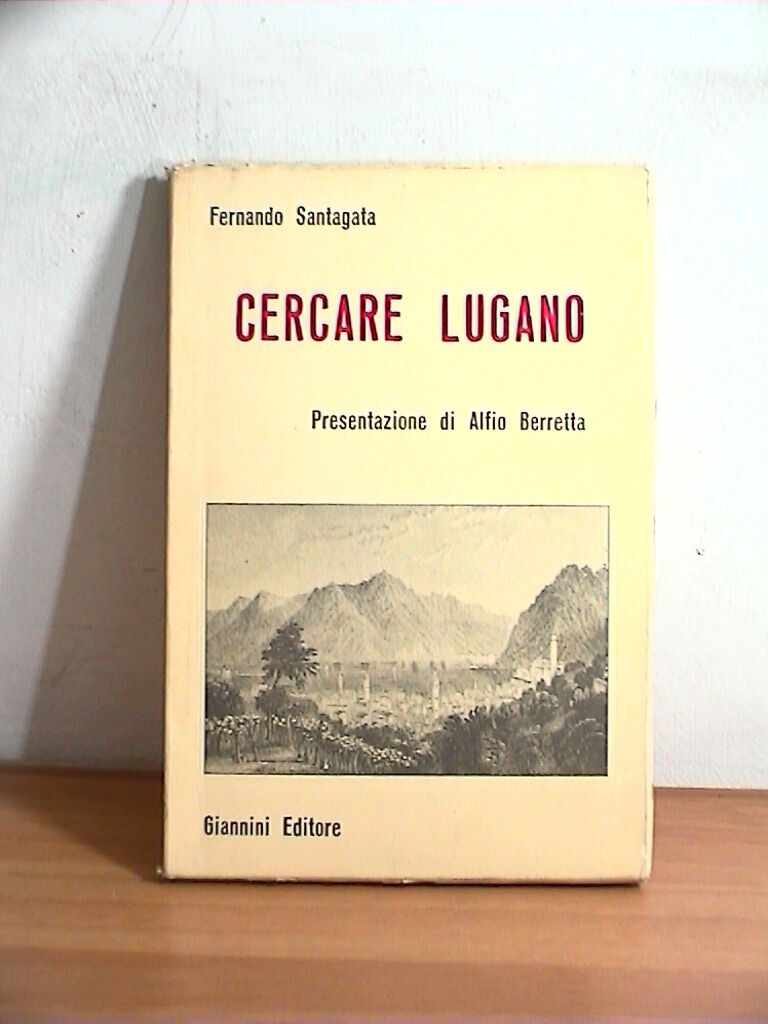 Fernando Santagata
CERCARE LUGANO
Presentazione di Alfio Berretta
Giannini Editore